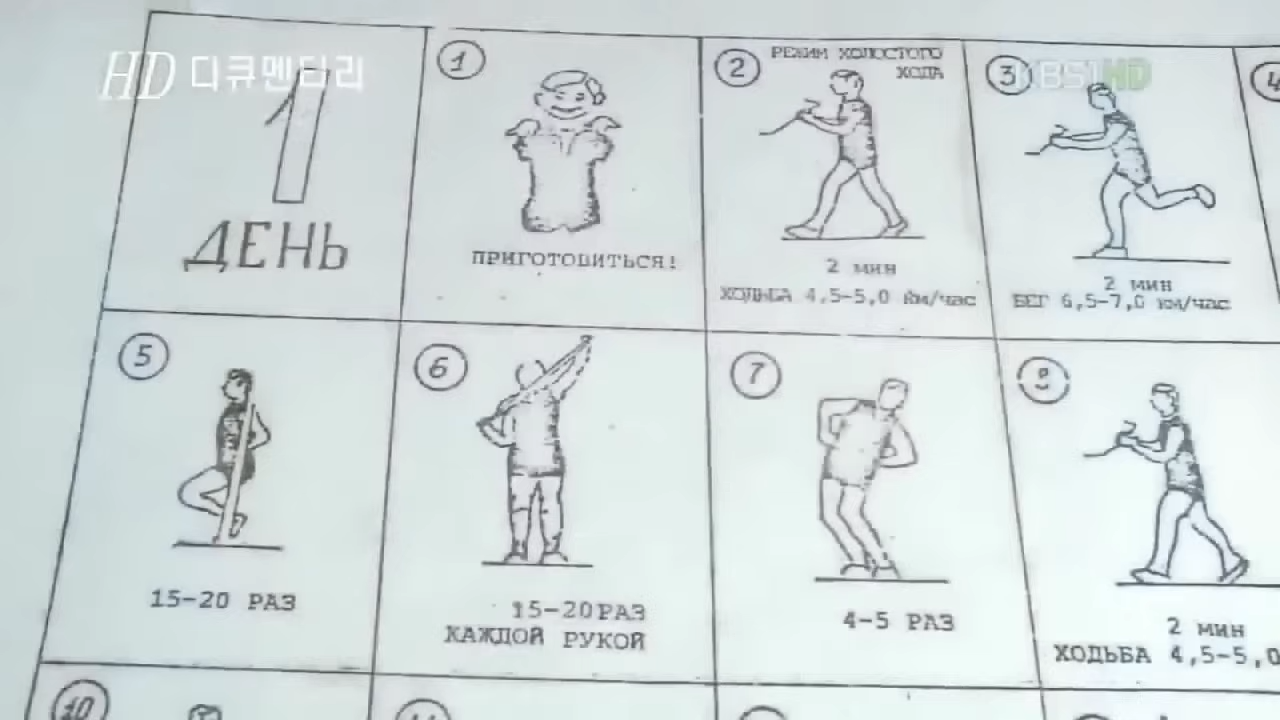 HD 다큐멘터리
KBS1HD
1
ДЕНЬ
1
ПРИГОТОВИТЬСЯ!
2
РЕЖИМ ХОЛОСТОГО
ХОДА
2 мин
ХОДЬБА 4,5-5,0 км/час
3
2 мин
БЕГ 6,5-7,0 км/час
4
5
15-20 РАЗ
6
15-20 РАЗ
КАЖДОЙ РУКОЙ
7
4-5 РАЗ
2 мин
ХОДЬБА 4,5-5,0
10
11